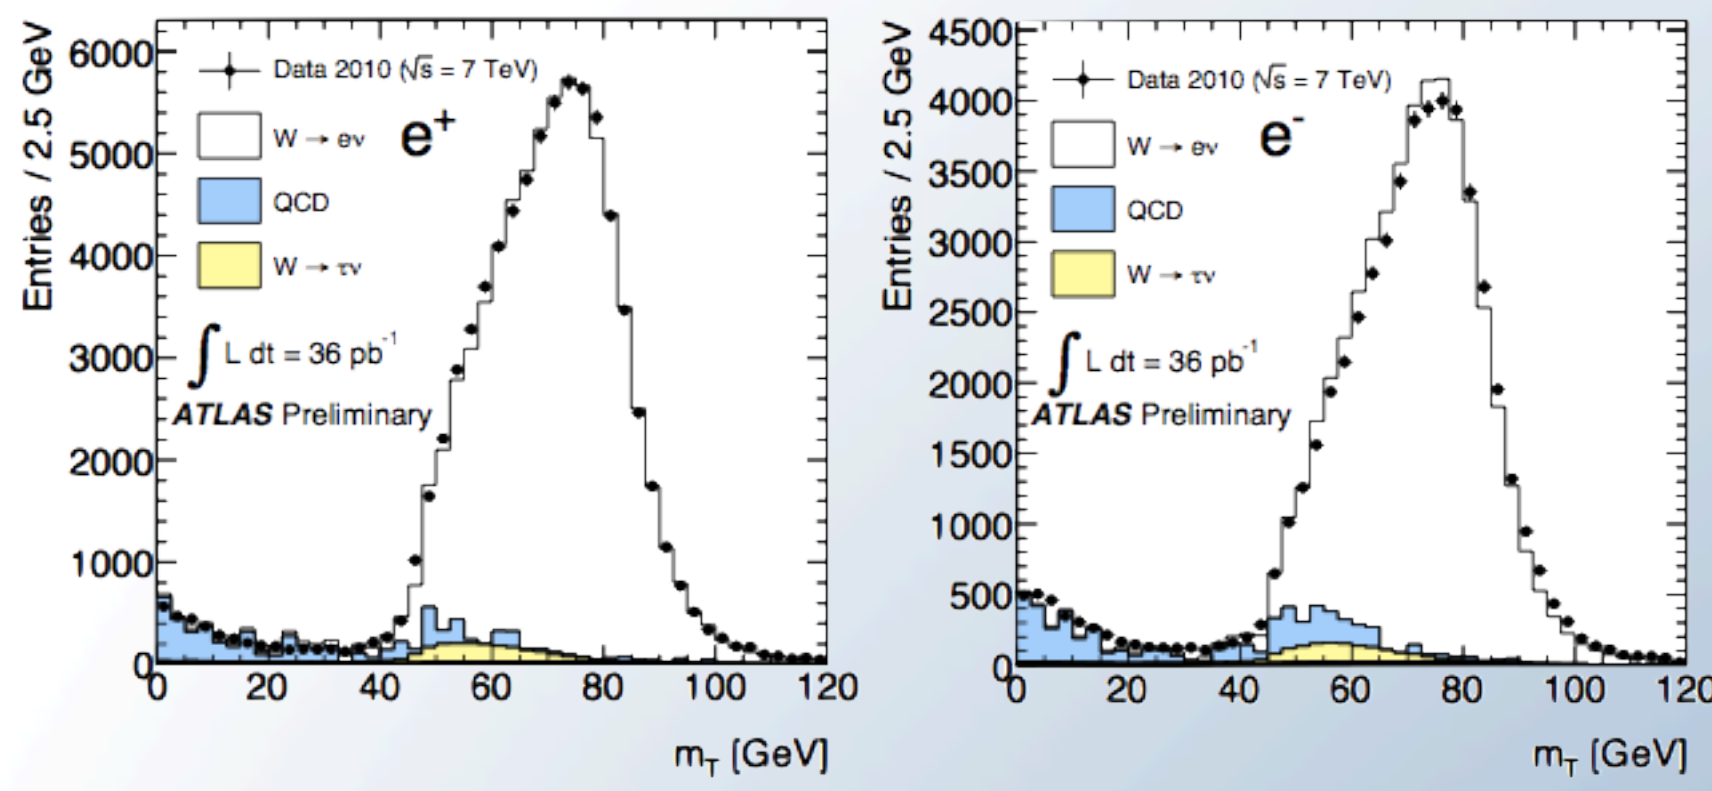 Entries / 2.5 GeV
6000
5000
4000
3000
2000
1000
0
Data 2010 (√s = 7 TeV)
W → eν
e+
QCD
W → τν
∫ L dt = 36 pb-1
ATLAS Preliminary
0 20 40 60 80 100 120
mT [GeV]
Entries / 2.5 GeV
4500
4000
3500
3000
2500
2000
1500
1000
500
0
Data 2010 (√s = 7 TeV)
W → eν
e-
QCD
W → τν
∫ L dt = 36 pb-1
ATLAS Preliminary
0 20 40 60 80 100 120
mT [GeV]